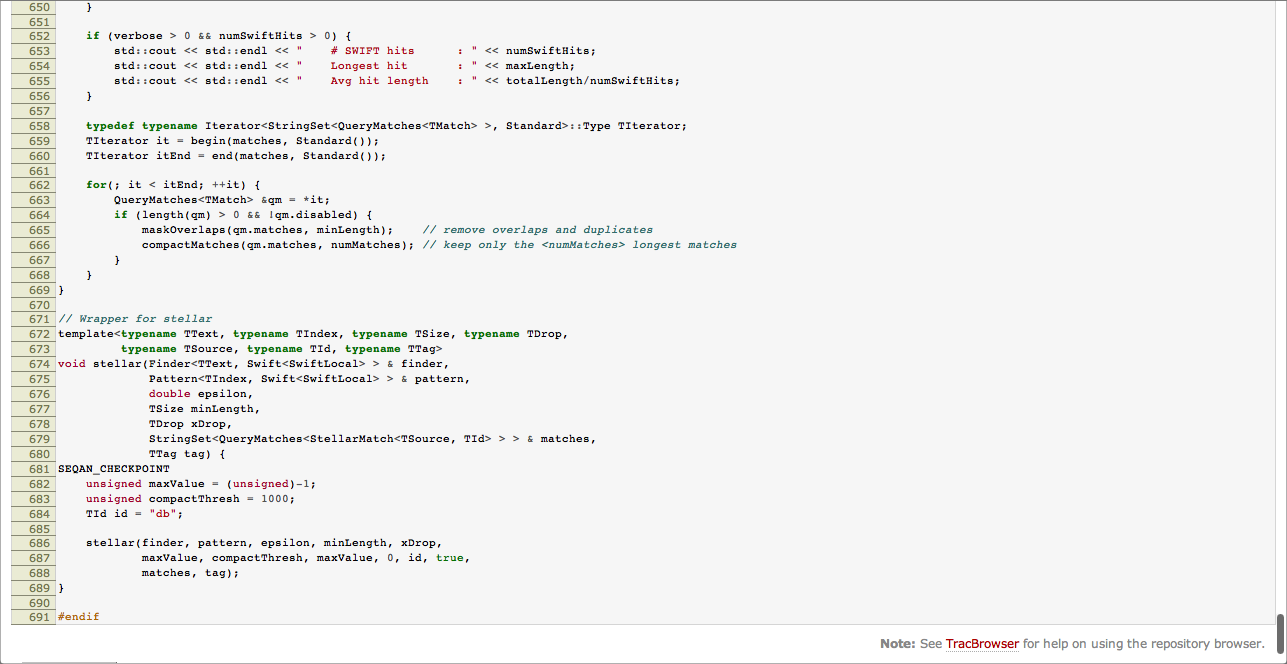 650     }
651
652     if (verbose > 0 && numSwiftHits > 0) {
653         std::cout << std::endl << "    # SWIFT hits      : " << numSwiftHits;
654         std::cout << std::endl << "    Longest hit       : " << maxLength;
655         std::cout << std::endl << "    Avg hit length    : " << totalLength/numSwiftHits;
656     }
657
658     typedef typename Iterator<StringSet<QueryMatches<TMatch> >, Standard>::Type TIterator;
659     TIterator it = begin(matches, Standard());
660     TIterator itEnd = end(matches, Standard());
661
662     for(; it < itEnd; ++it) {
663         QueryMatches<TMatch> &qm = *it;
664         if (length(qm) > 0 && !qm.disabled) {
665             maskOverlaps(qm.matches, minLength);    // remove overlaps and duplicates
666             compactMatches(qm.matches, numMatches); // keep only the <numMatches> longest matches
667         }
668     }
669 }
670
671 // Wrapper for stellar
672 template<typename TText, typename TIndex, typename TSize, typename TDrop,
673          typename TSource, typename TId, typename TTag>
674 void stellar(Finder<TText, Swift<SwiftLocal> > & finder,
675              Pattern<TIndex, Swift<SwiftLocal> > & pattern,
676              double epsilon,
677              TSize minLength,
678              TDrop xDrop,
679              StringSet<QueryMatches<StellarMatch<TSource, TId> > > & matches,
680              TTag tag) {
681 SEQAN_CHECKPOINT
682     unsigned maxValue = (unsigned)-1;
683     unsigned compactThresh = 1000;
684     TId id = "db";
685
686     stellar(finder, pattern, epsilon, minLength, xDrop,
687             maxValue, compactThresh, maxValue, 0, id, true,
688             matches, tag);
689 }
690
691 #endif
Note: See TracBrowser for help on using the repository browser.